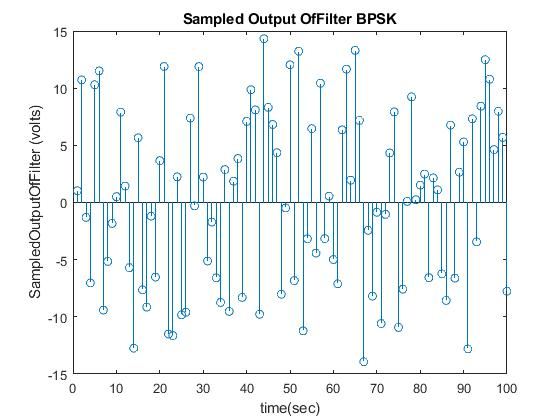 Sampled Output OfFilter BPSK
15
10
5
0
-5
-10
-15
SampledOutputOfFilter (volts)
0 10 20 30 40 50 60 70 80 90 100
time(sec)